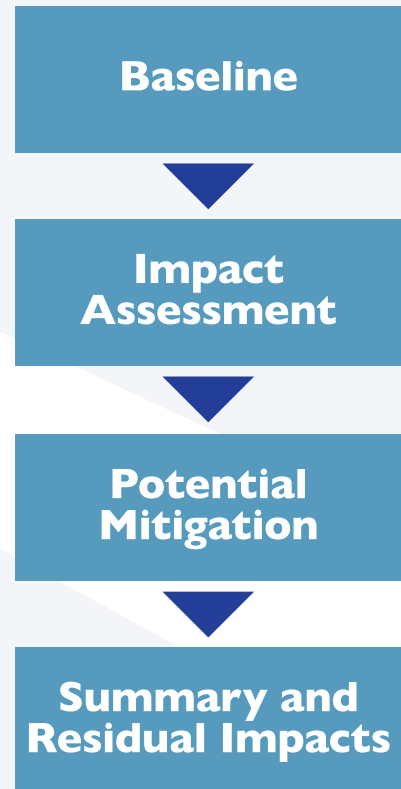 Baseline
Impact
Assessment
Potential
Mitigation
Summary and
Residual Impacts